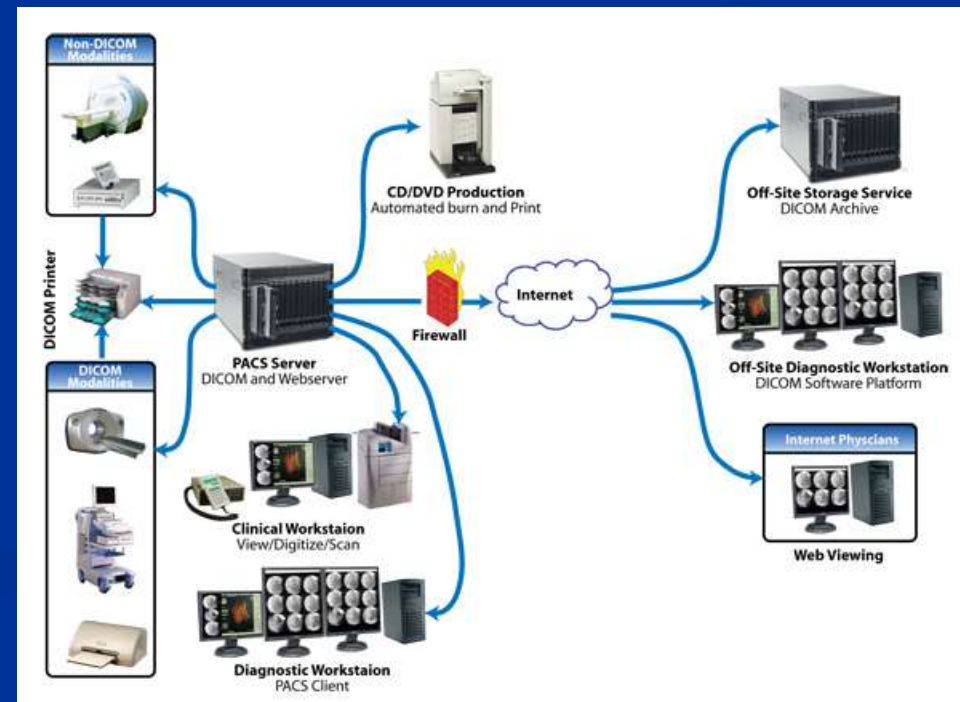 Non-DICOM
Modalities
CD/DVD Production
Automated burn and Print
Off-Site Storage Service
DICOM Archive
DICOM Printer
PACS Server
DICOM and Webserver
Firewall
Internet
Off-Site Diagnostic Workstation
DICOM Software Platform
DICOM
Modalities
Clinical Workstaion
View/Digitize/Scan
Internet Physcians
Web Viewing
Diagnostic Workstaion
PACS Client